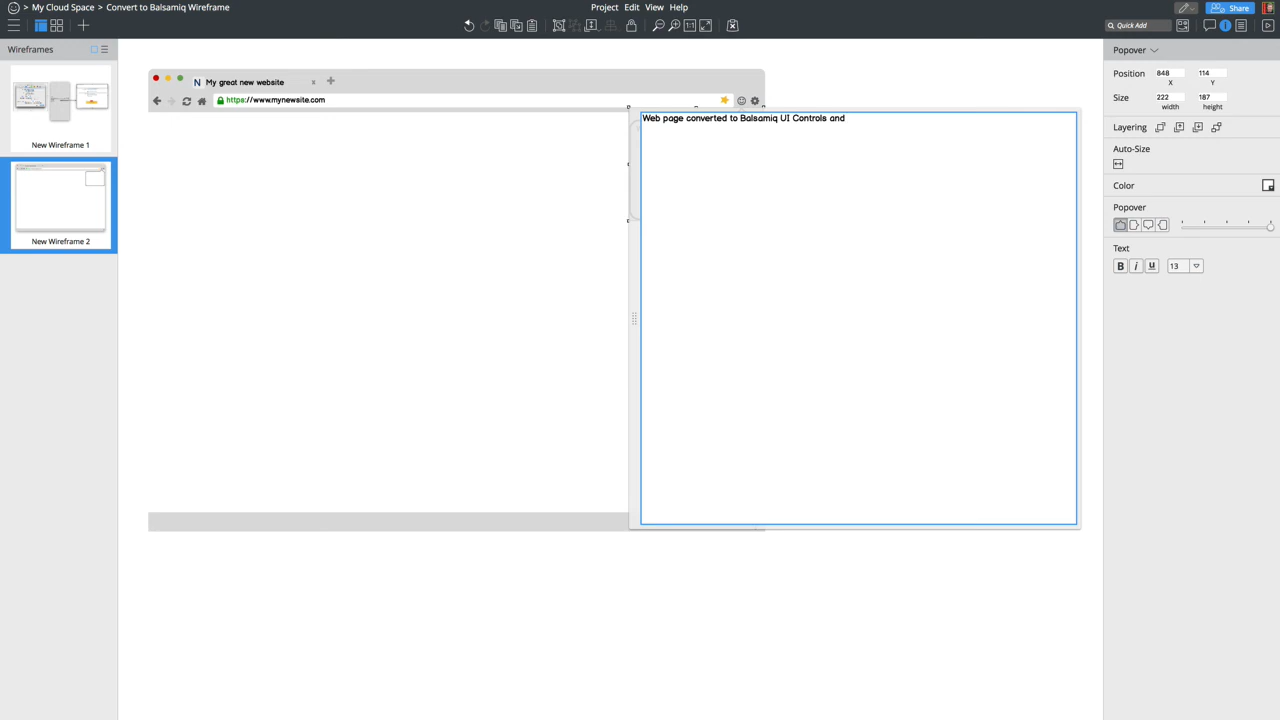 > My Cloud Space > Convert to Balsamiq Wireframe
Project Edit View Help
Quick Add
Share
Wireframes
New Wireframe 1
New Wireframe 2
N My great new website x
https://www.mynewsite.com
Web page converted to Balsamiq UI Controls and
Popover
Position 848 114
X Y
Size 222 187
width height
Layering
Auto-Size
Color
Popover
Text
B i U 13